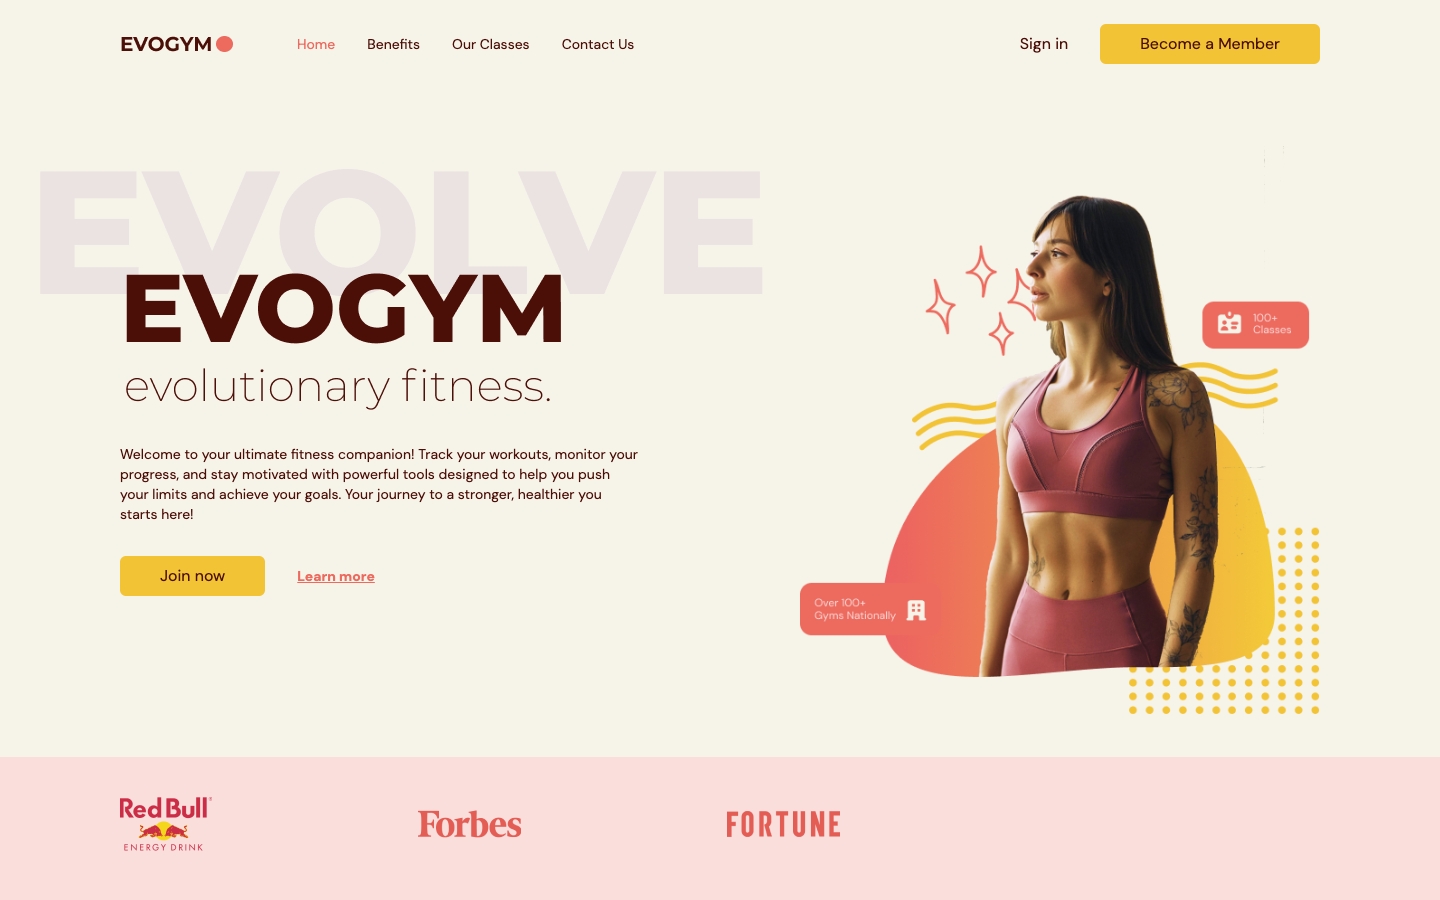 EVOGYM
Home
Benefits
Our Classes
Contact Us
Sign in
Become a Member
EVOLVE
EVOGYM
evolutionary fitness.
Welcome to your ultimate fitness companion! Track your workouts, monitor your
progress, and stay motivated with powerful tools designed to help you push
your limits and achieve your goals. Your journey to a stronger, healthier you
starts here!
Join now
Learn more
100+
Classes
Over 100+
Gyms Nationally
Red Bull
ENERGY DRINK
Forbes
FORTUNE